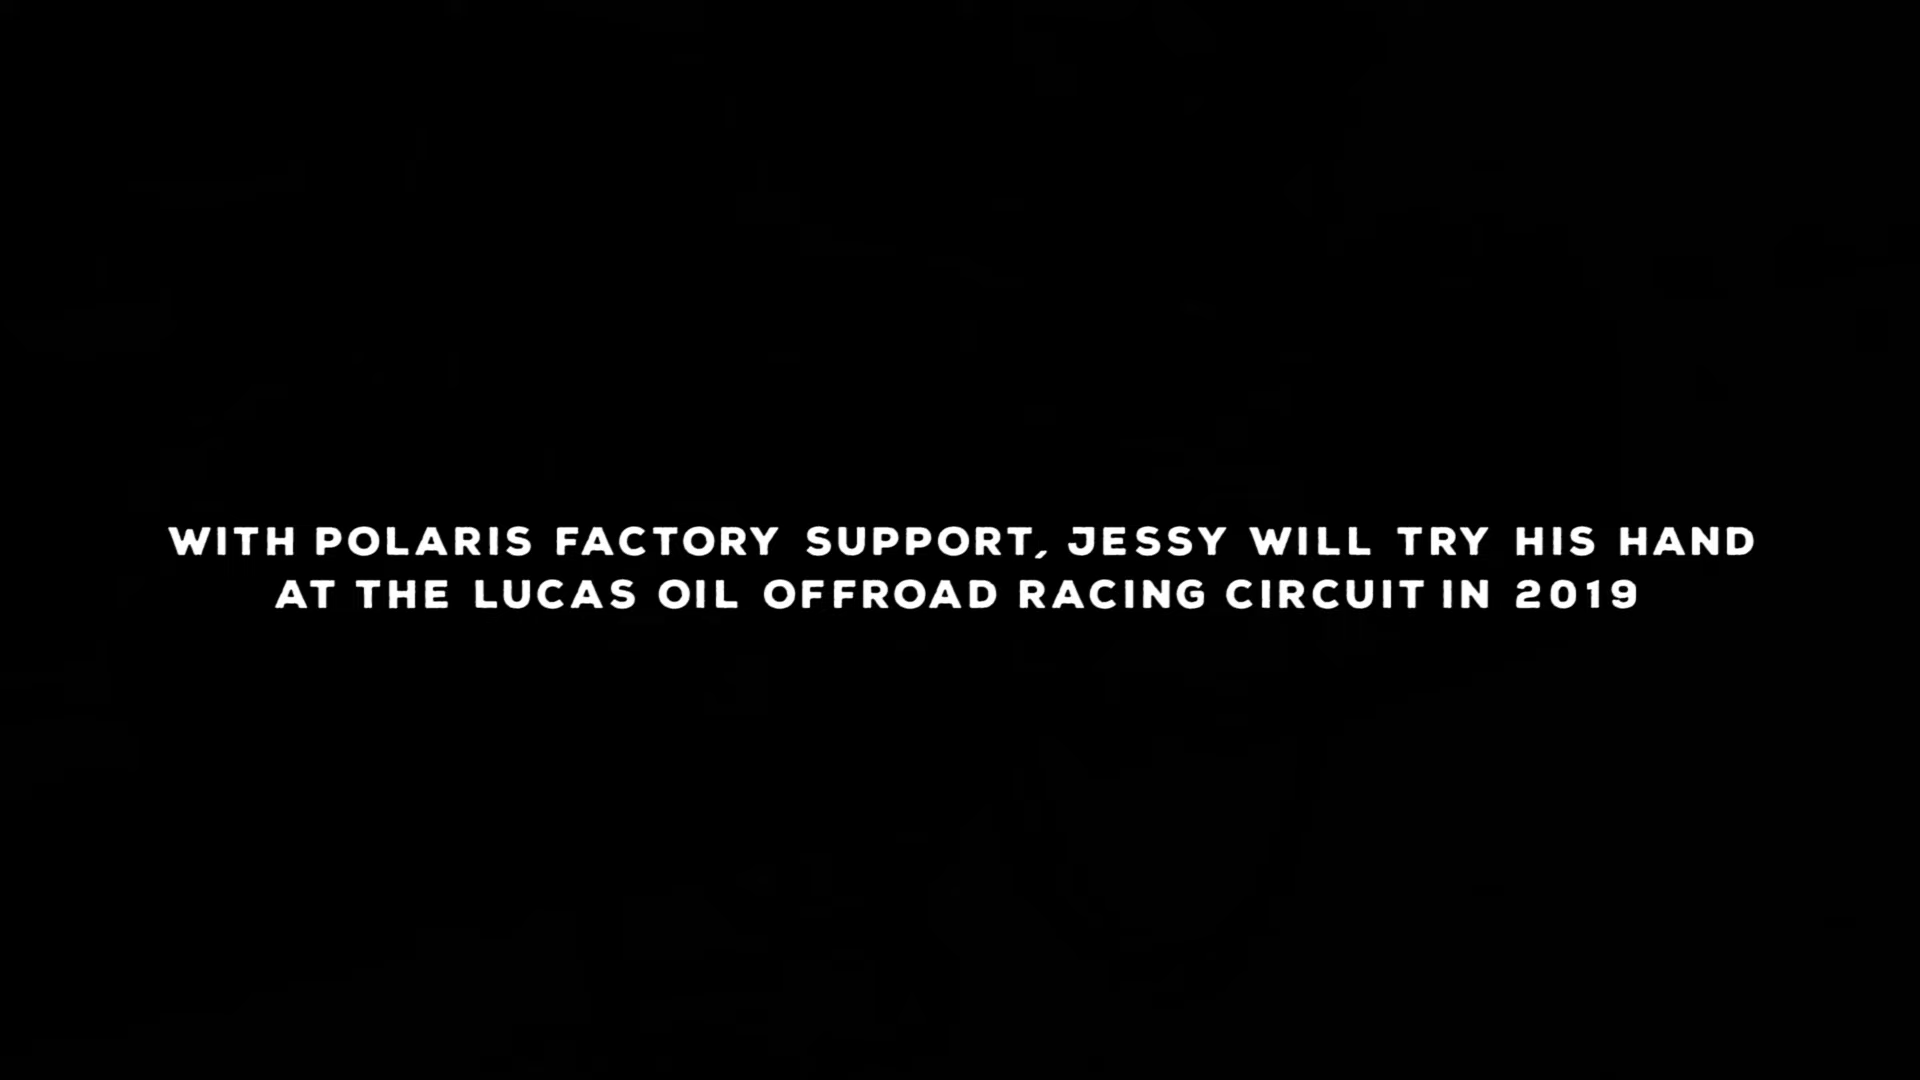 WITH POLARIS FACTORY SUPPORT, JESSY WILL TRY HIS HAND
AT THE LUCAS OIL OFFROAD RACING CIRCUIT IN 2019